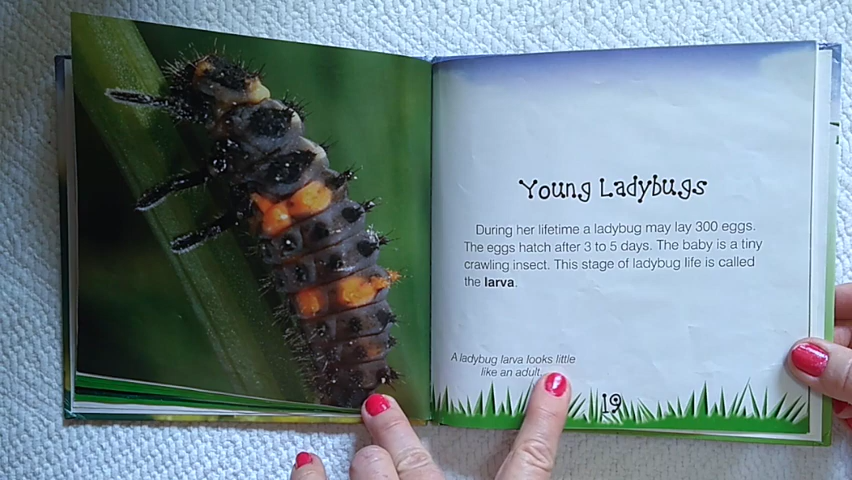 Young Ladybugs
During her lifetime a ladybug may lay 300 eggs.
The eggs hatch after 3 to 5 days. The baby is a tiny
crawling insect. This stage of ladybug life is called
the larva.
A ladybug larva looks little
like an adult.
19